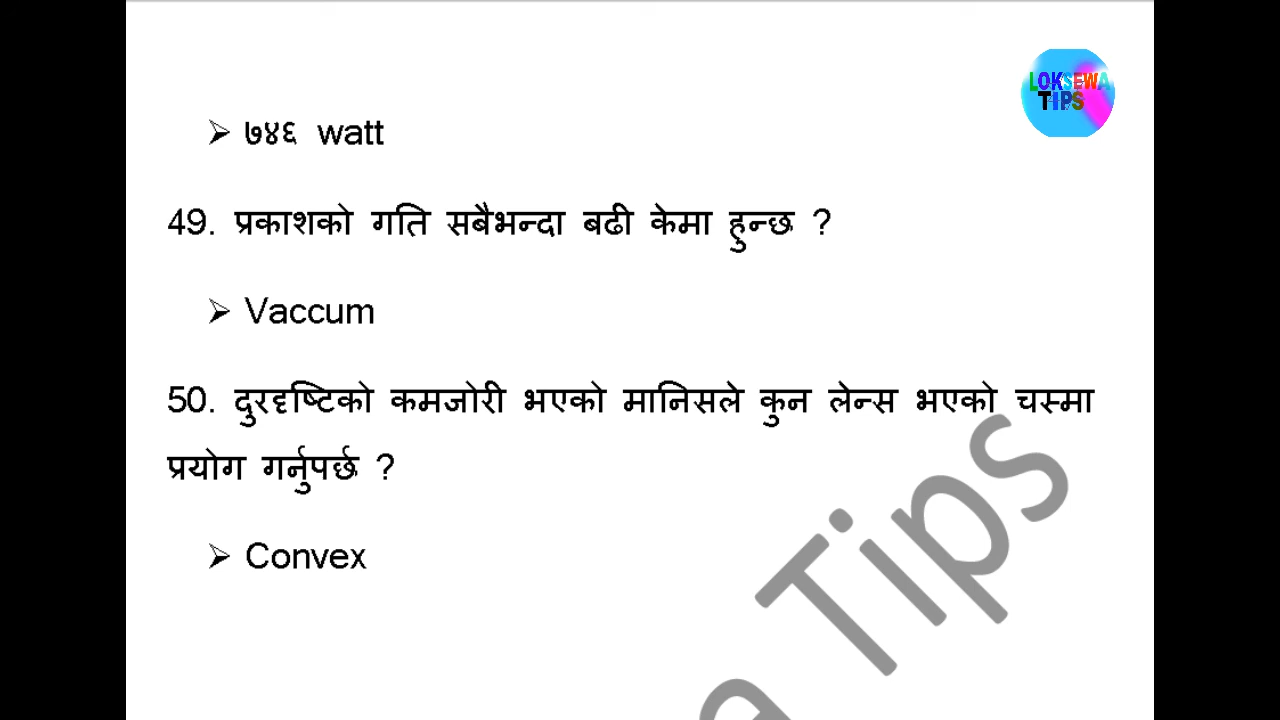 LOKSEWA
TIPS
➢ ७४६ watt
49. प्रकाशको गति सबैभन्दा बढी केमा हुन्छ ?
➢ Vaccum
50. दुरदृष्टिको कमजोरी भएको मानिसले कुन लेन्स भएको चस्मा
प्रयोग गर्नुपर्छ ?
➢ Convex
a Tips